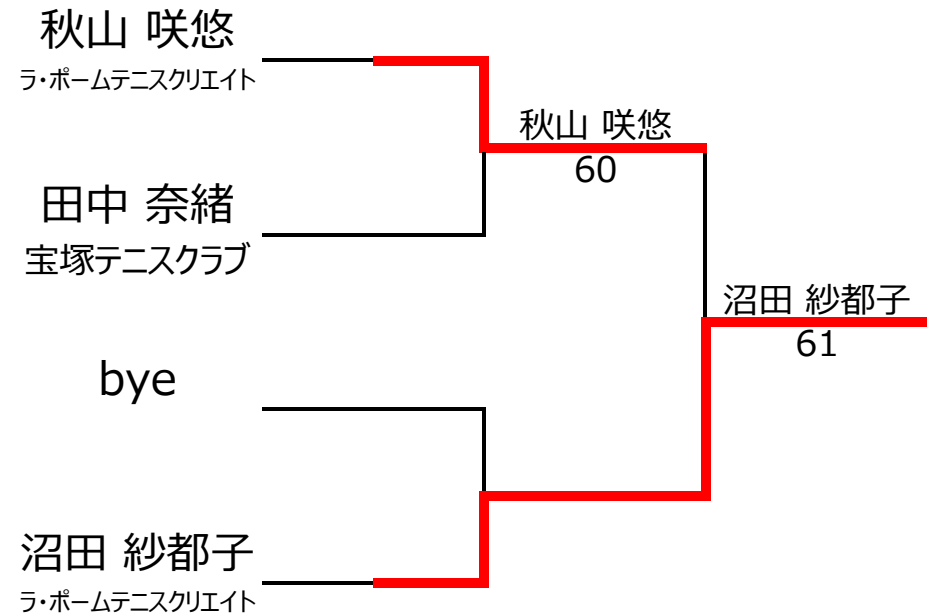 秋山 咲悠
ラ・ポームテニスクリエイト
秋山 咲悠
60
田中 奈緒
宝塚テニスクラブ
沼田 紗都子
61
bye
沼田 紗都子
ラ・ポームテニスクリエイト